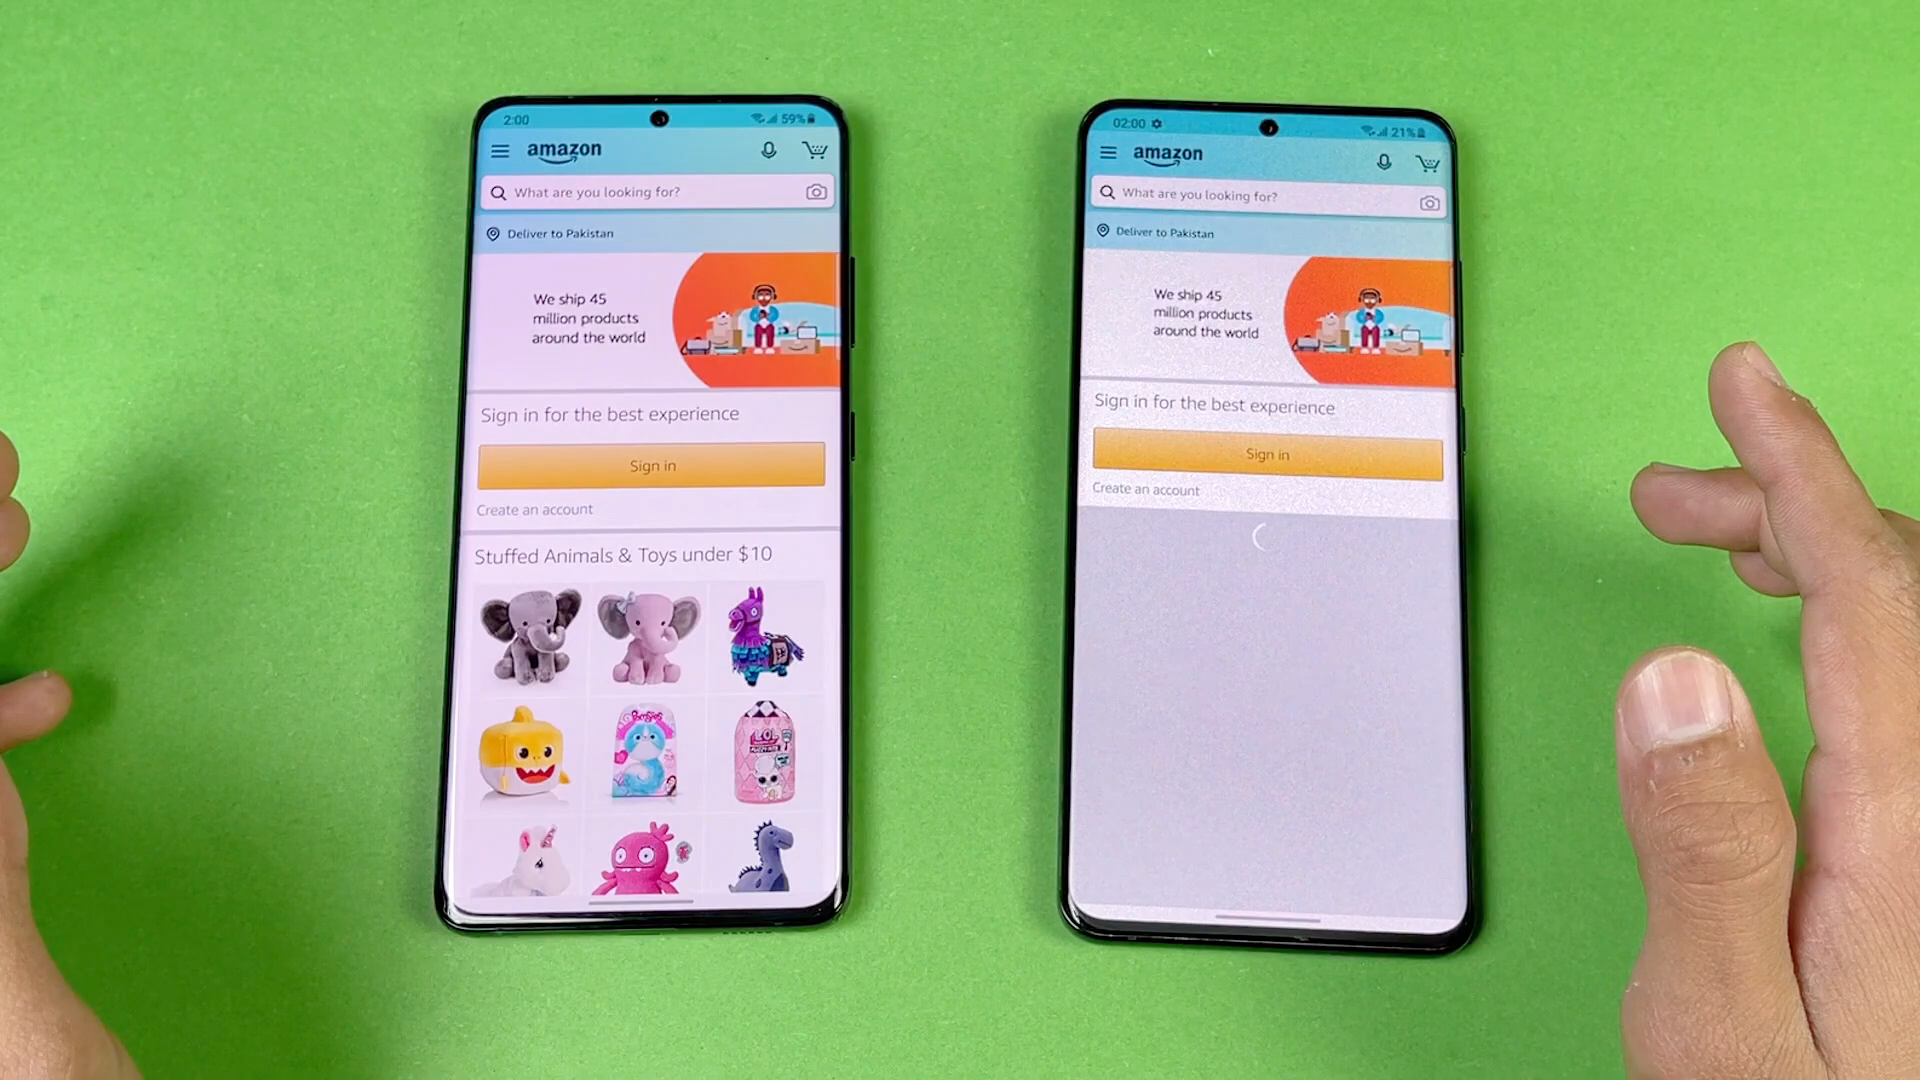 2:00
59%
amazon
What are you looking for?
Deliver to Pakistan
We ship 45
million products
around the world
Sign in for the best experience
Sign in
Create an account
Stuffed Animals & Toys under $10
LOL
02:00
21%
amazon
What are you looking for?
Deliver to Pakistan
We ship 45
million products
around the world
Sign in for the best experience
Sign in
Create an account